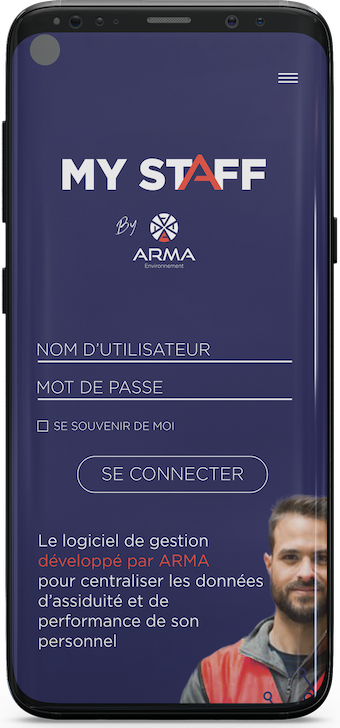 MY STAFF
By
ARMA
Environnement
NOM D'UTILISATEUR
MOT DE PASSE
SE SOUVENIR DE MOI
SE CONNECTER
Le logiciel de gestion
développé par ARMA
pour centraliser les données
d'assiduité et de
performance de son
personnel